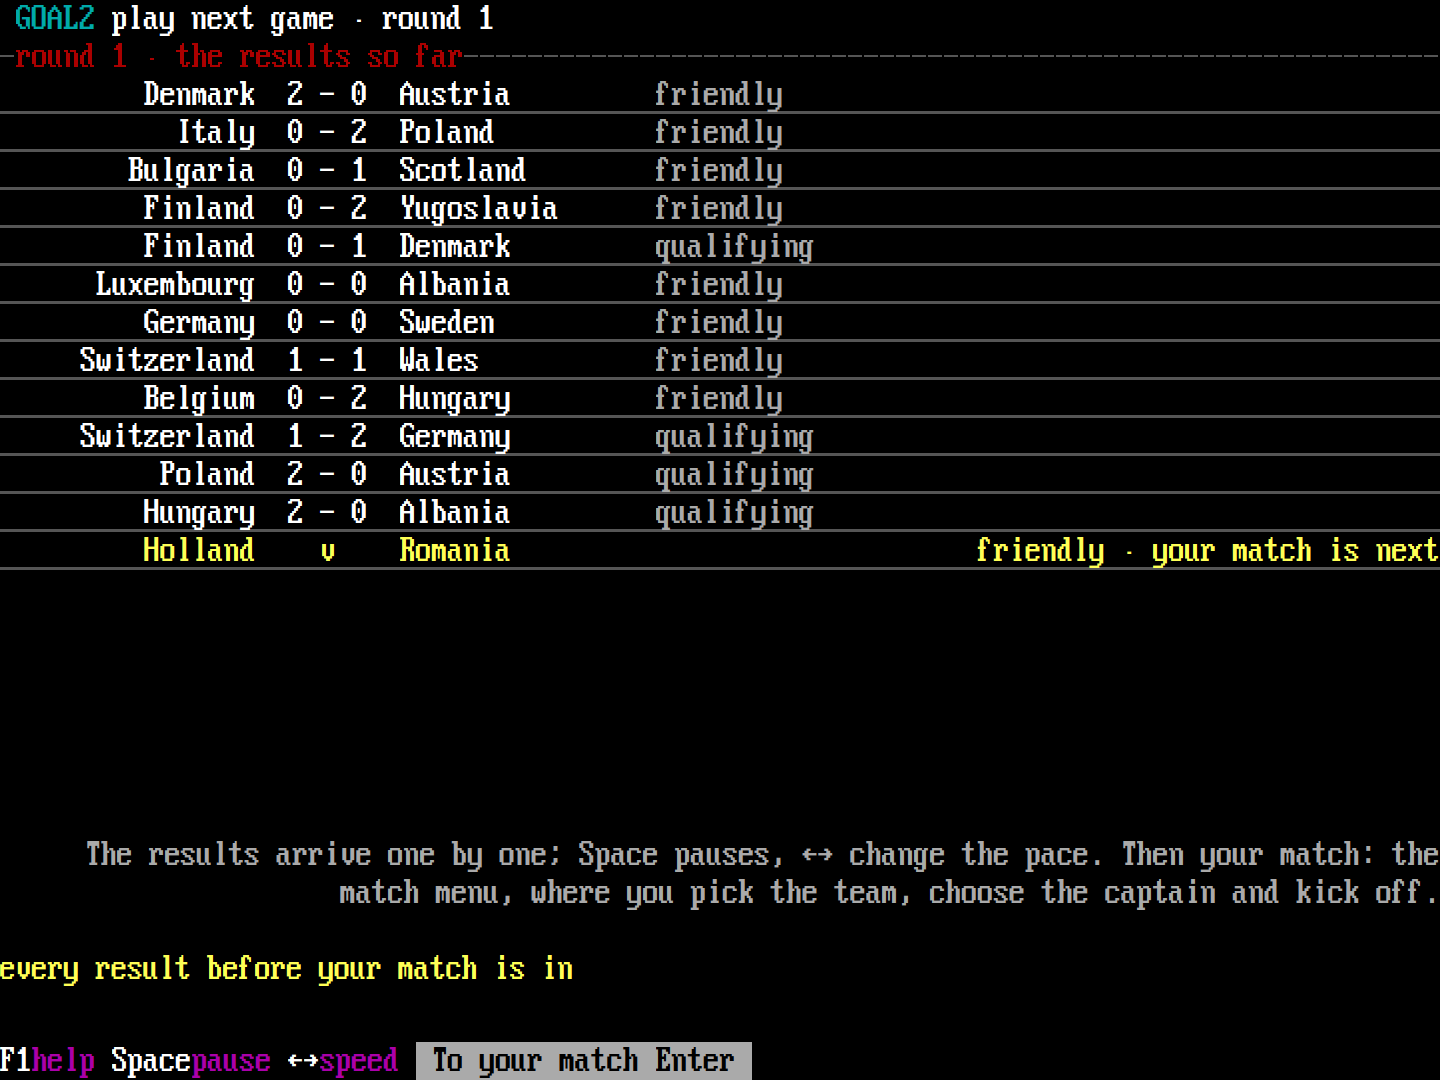 GOAL2 play next game · round 1
round 1 · the results so far
Denmark 2 - 0 Austria friendly
Italy 0 - 2 Poland friendly
Bulgaria 0 - 1 Scotland friendly
Finland 0 - 2 Yugoslavia friendly
Finland 0 - 1 Denmark qualifying
Luxembourg 0 - 0 Albania friendly
Germany 0 - 0 Sweden friendly
Switzerland 1 - 1 Wales friendly
Belgium 0 - 2 Hungary friendly
Switzerland 1 - 2 Germany qualifying
Poland 2 - 0 Austria qualifying
Hungary 2 - 0 Albania qualifying
Holland v Romania friendly · your match is next
The results arrive one by one; Space pauses, ↔ change the pace. Then your match: the
match menu, where you pick the team, choose the captain and kick off.
every result before your match is in
F1help Spacepause ↔speed To your match Enter